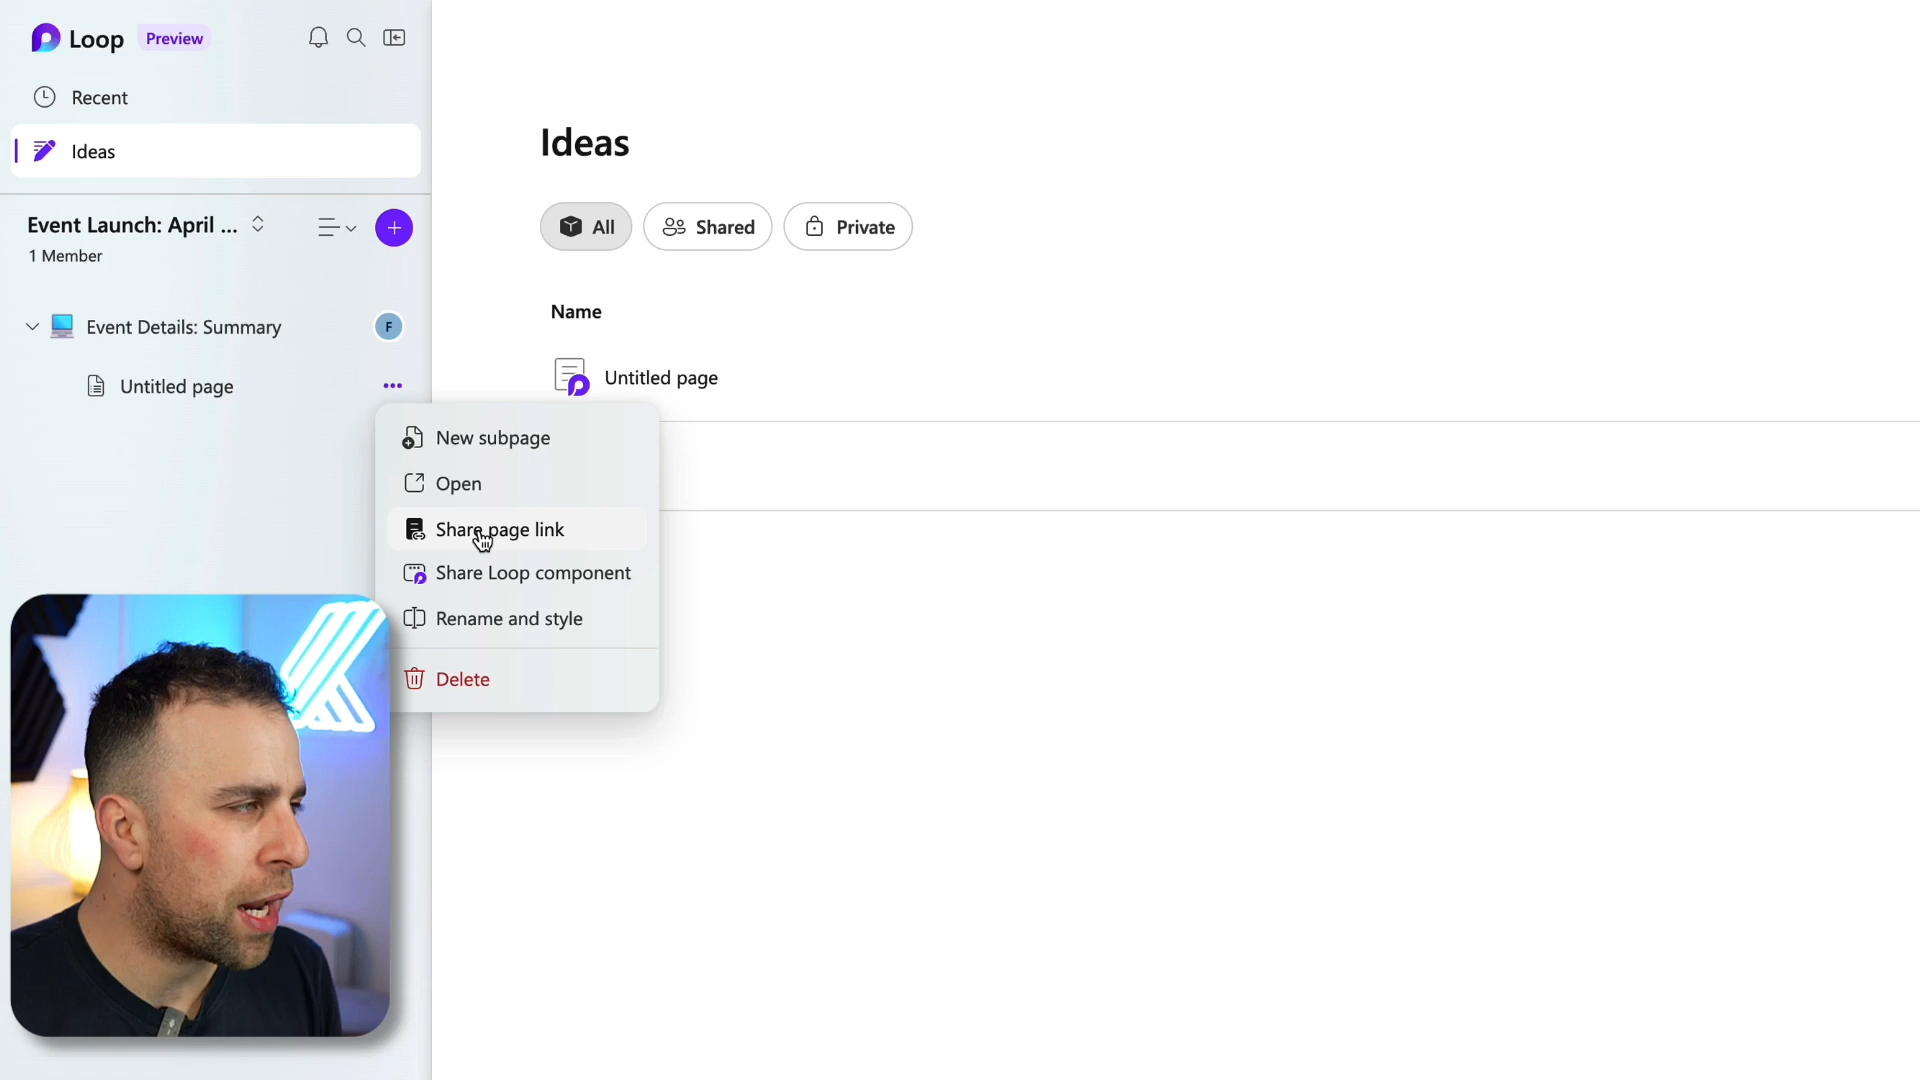 Loop Preview
Recent
Ideas
Event Launch: April ...
1 Member
Event Details: Summary
F
Untitled page
New subpage
Open
Share page link
Share Loop component
Rename and style
Delete
Ideas
All
Shared
Private
Name
Untitled page